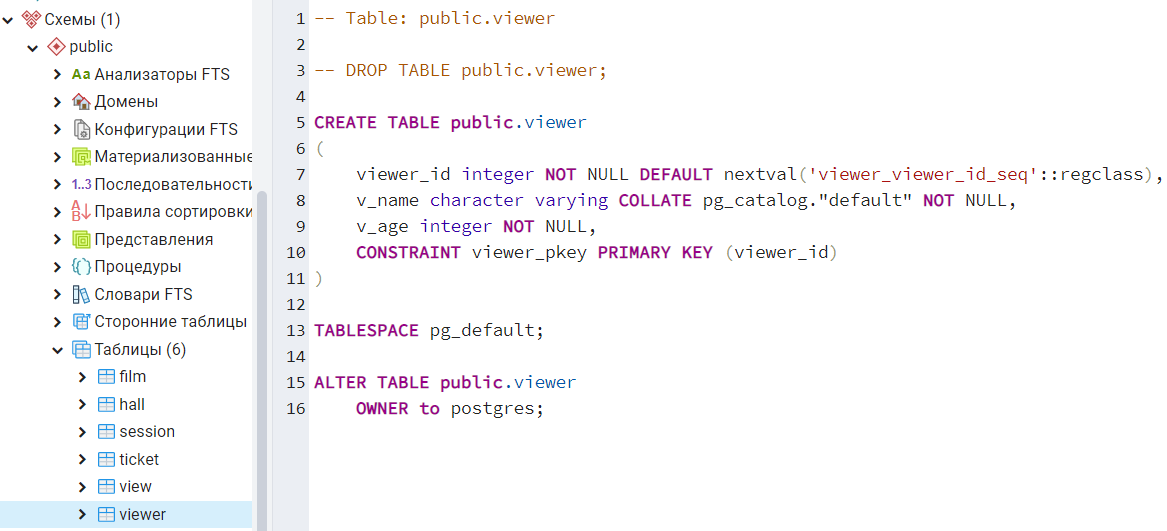 Схемы (1)
public
Aa Анализаторы FTS
Домены
Конфигурации FTS
Материализованные
1..3 Последовательности
Правила сортировки
Представления
Процедуры
Словари FTS
Сторонние таблицы
Таблицы (6)
film
hall
session
ticket
view
viewer
1 -- Table: public.viewer
2
3 -- DROP TABLE public.viewer;
4
5 CREATE TABLE public.viewer
6 (
7 viewer_id integer NOT NULL DEFAULT nextval('viewer_viewer_id_seq'::regclass),
8 v_name character varying COLLATE pg_catalog."default" NOT NULL,
9 v_age integer NOT NULL,
10 CONSTRAINT viewer_pkey PRIMARY KEY (viewer_id)
11 )
12
13 TABLESPACE pg_default;
14
15 ALTER TABLE public.viewer
16 OWNER to postgres;